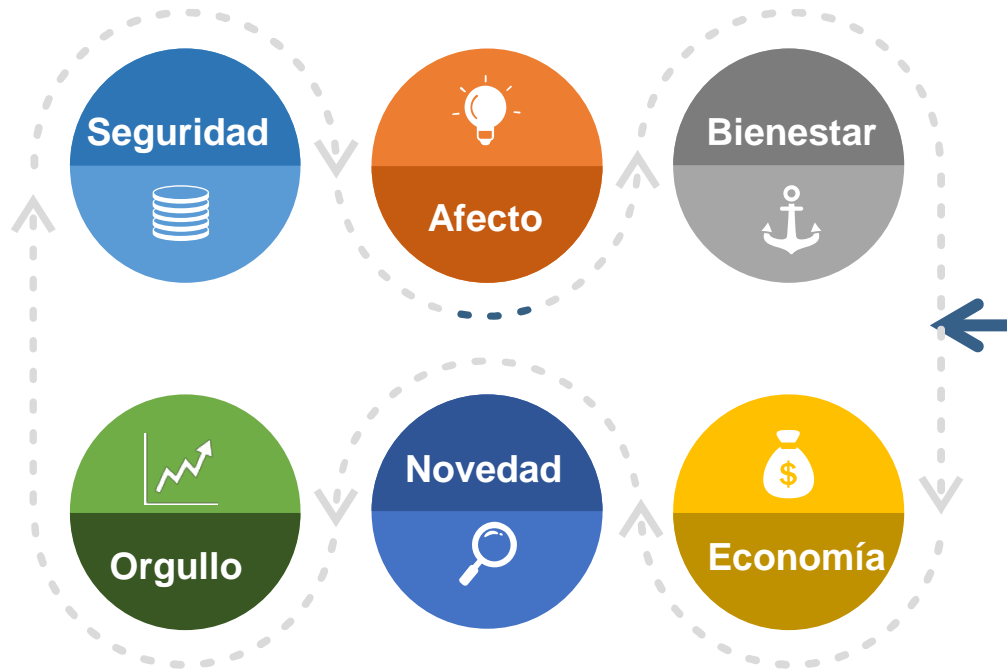 Seguridad
Afecto
Bienestar
Orgullo
Novedad
$
Economía